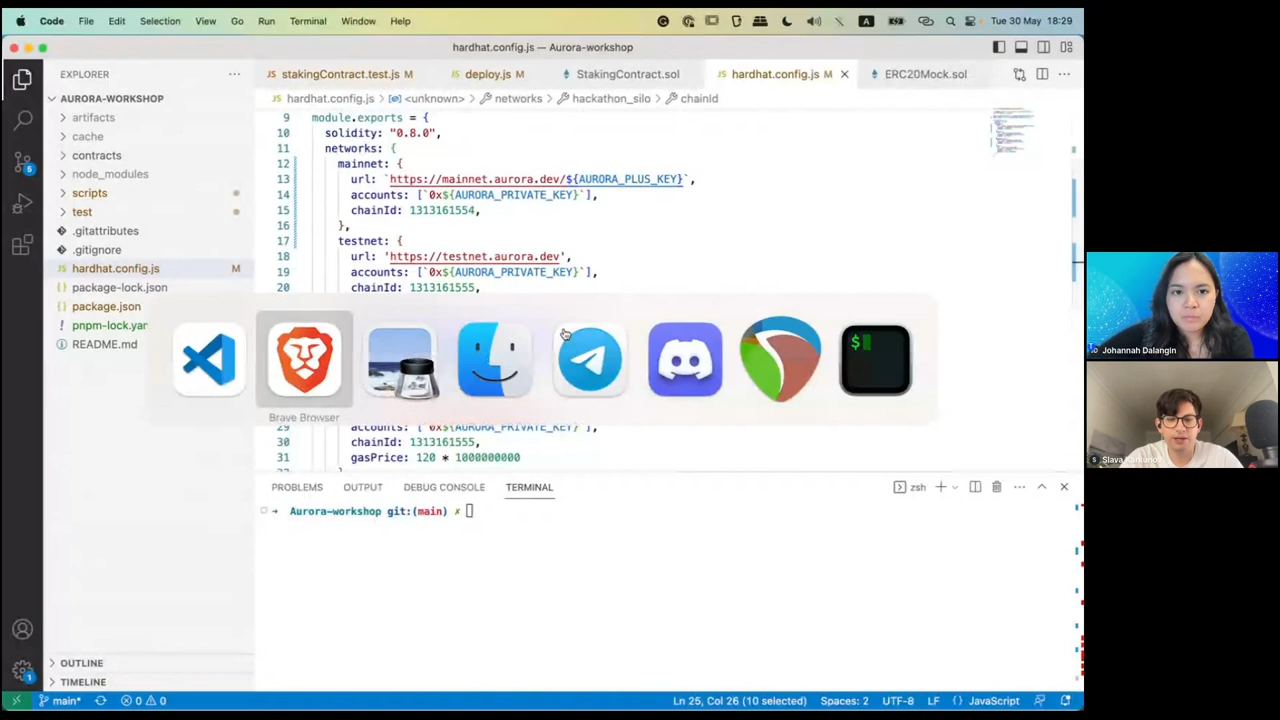 Code File Edit Selection View Go Run Terminal Window Help A Tue 30 May 18:29
hardhat.config.js — Aurora-workshop
EXPLORER
stakingContract.test.js M deploy.js M StakingContract.sol hardhat.config.js M ERC20Mock.sol
AURORA-WORKSHOP
hardhat.config.js > <unknown> > networks > hackathon_silo > chainId
artifacts
cache
contracts
node_modules
scripts
test
.gitattributes
.gitignore
hardhat.config.js M
package-lock.json
package.json
pnpm-lock.yar
README.md
9 module.exports = {
10 solidity: "0.8.0",
11 networks: {
12 mainnet: {
13 url: `https://mainnet.aurora.dev/${AURORA_PLUS_KEY}`,
14 accounts: [`0x${AURORA_PRIVATE_KEY}`],
15 chainId: 1313161554,
16 },
17 testnet: {
18 url: 'https://testnet.aurora.dev',
19 accounts: [`0x${AURORA_PRIVATE_KEY}`],
20 chainId: 1313161555,
$
Brave Browser
29 accounts: [`0x${AURORA_PRIVATE_KEY}`],
30 chainId: 1313161555,
31 gasPrice: 120 * 1000000000
PROBLEMS OUTPUT DEBUG CONSOLE TERMINAL zsh
Aurora-workshop git:(main) ✗
OUTLINE
TIMELINE
5
1
main* 0 0 Ln 25, Col 26 (10 selected) Spaces: 2 UTF-8 LF {} JavaScript
Johannah Dalangin